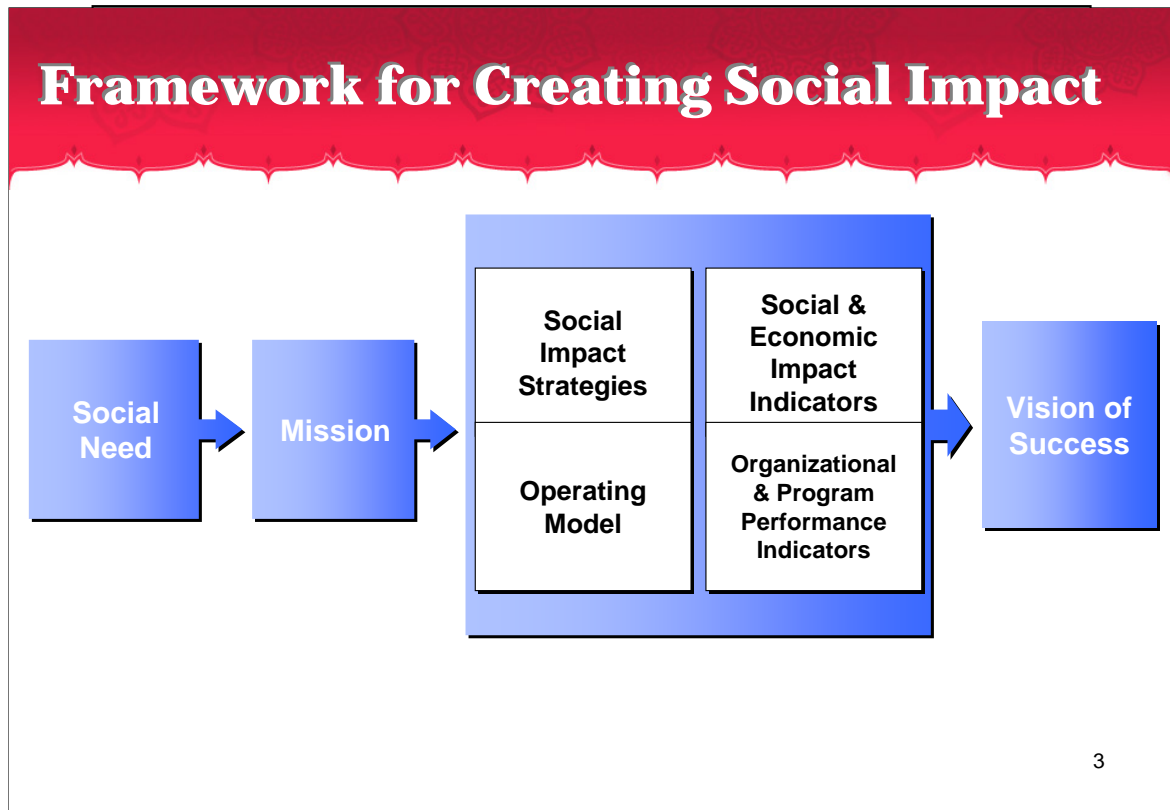 Framework for Creating Social Impact
Social
Need
Mission
Social
Impact
Strategies
Operating
Model
Social &
Economic
Impact
Indicators
Organizational
& Program
Performance
Indicators
Vision of
Success
3